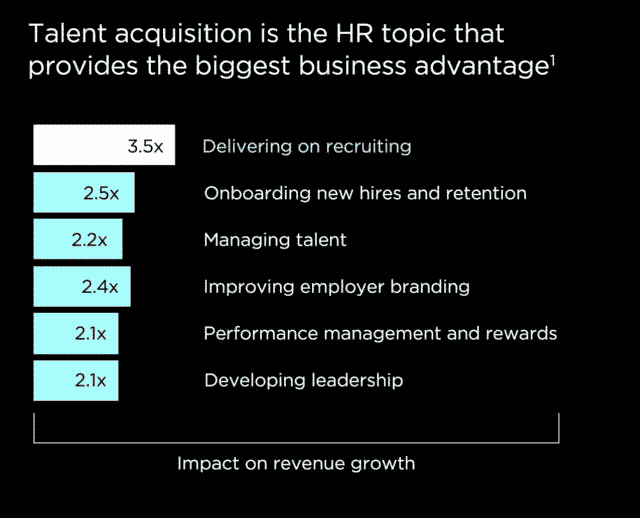 Talent acquisition is the HR topic that
provides the biggest business advantage¹
3.5x Delivering on recruiting
2.5x Onboarding new hires and retention
2.2x Managing talent
2.4x Improving employer branding
2.1x Performance management and rewards
2.1x Developing leadership
Impact on revenue growth